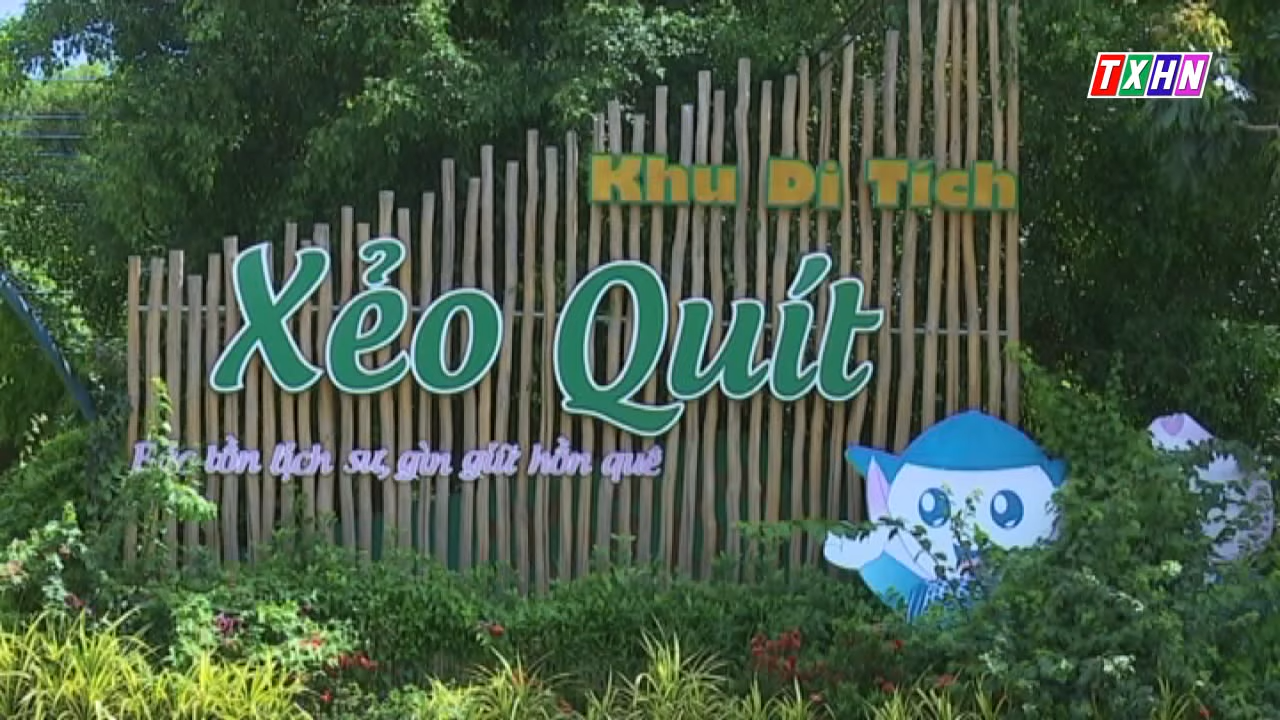 TXHN
Khu Di Tích
Xẻo Quít
tồn lịch sử, gìn giữ hồn quê